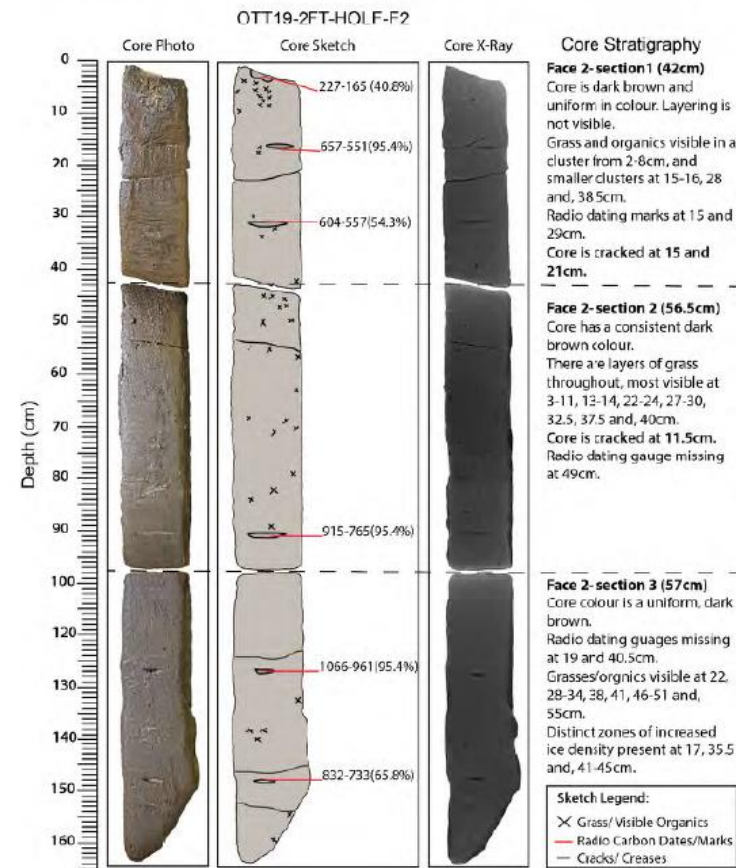 OTT19-2FT-HOLE-F2
Core Photo
Core Sketch
Core X-Ray
Core Stratigraphy
Depth (cm)
0
10
20
30
40
50
60
70
80
90
100
110
120
130
140
150
160
227-165 (40.8%)
657-551(95.4%)
604-557(54.3%)
915-765(95.4%)
1066-961(95.4%)
832-733(65.8%)
Face 2-section1 (42cm)
Core is dark brown and
uniform in colour. Layering is
not visible.
Grass and organics visible in a
cluster from 2-8cm, and
smaller clusters at 15-16, 28
and, 38.5cm.
Radio dating marks at 15 and
29cm.
Core is cracked at 15 and
21cm.
Face 2-section 2 (56.5cm)
Core has a consistent dark
brown colour.
There are layers of grass
throughout, most visible at
3-11, 13-14, 22-24, 27-30,
32.5, 37.5 and, 40cm.
Core is cracked at 11.5cm.
Radio dating gauge missing
at 49cm.
Face 2-section 3 (57cm)
Core colour is a uniform, dark
brown.
Radio dating guages missing
at 19 and 40.5cm.
Grasses/orgnics visible at 22,
28-34, 38, 41, 46-51 and,
55cm.
Distinct zones of increased
ice density present at 17, 35.5
and, 41-45cm.
Sketch Legend:
X Grass/ Visible Organics
Radio Carbon Dates/Marks
Cracks/ Creases